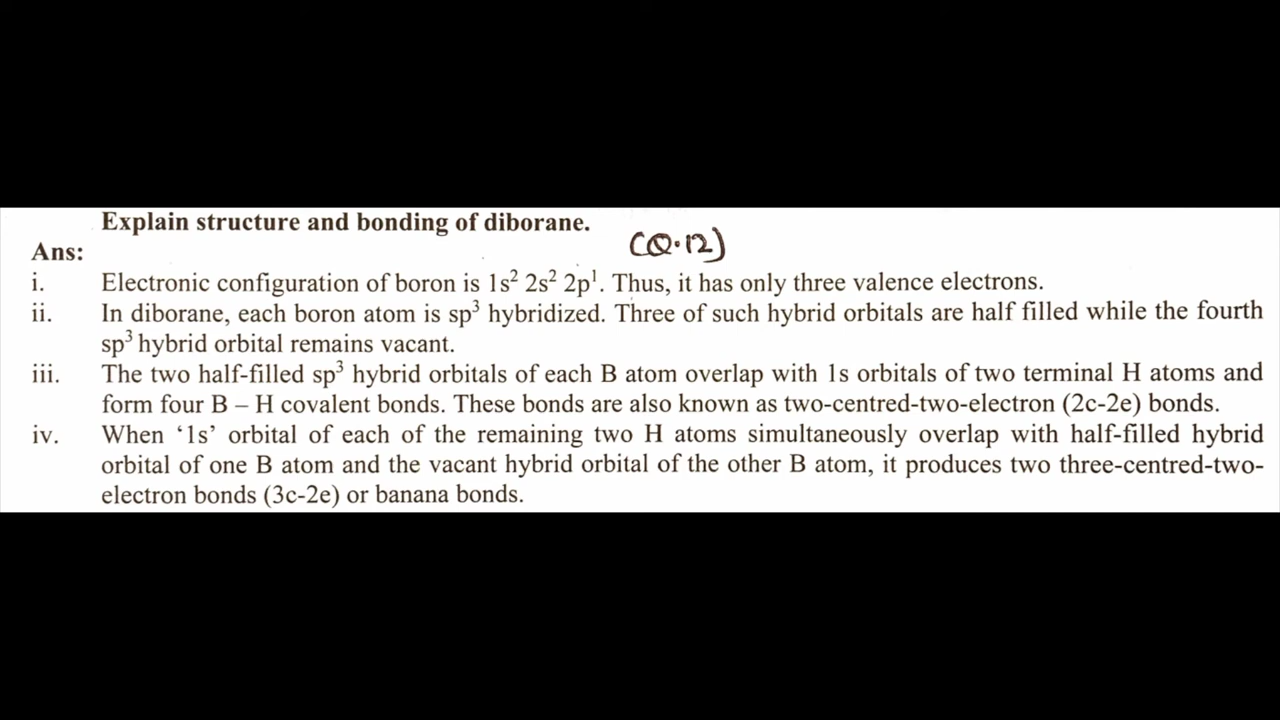 Explain structure and bonding of diborane.
(Q.12)
Ans:
i. Electronic configuration of boron is 1s² 2s² 2p¹. Thus, it has only three valence electrons.
ii. In diborane, each boron atom is sp³ hybridized. Three of such hybrid orbitals are half filled while the fourth
sp³ hybrid orbital remains vacant.
iii. The two half-filled sp³ hybrid orbitals of each B atom overlap with 1s orbitals of two terminal H atoms and
form four B – H covalent bonds. These bonds are also known as two-centred-two-electron (2c-2e) bonds.
iv. When ‘1s’ orbital of each of the remaining two H atoms simultaneously overlap with half-filled hybrid
orbital of one B atom and the vacant hybrid orbital of the other B atom, it produces two three-centred-two-
electron bonds (3c-2e) or banana bonds.